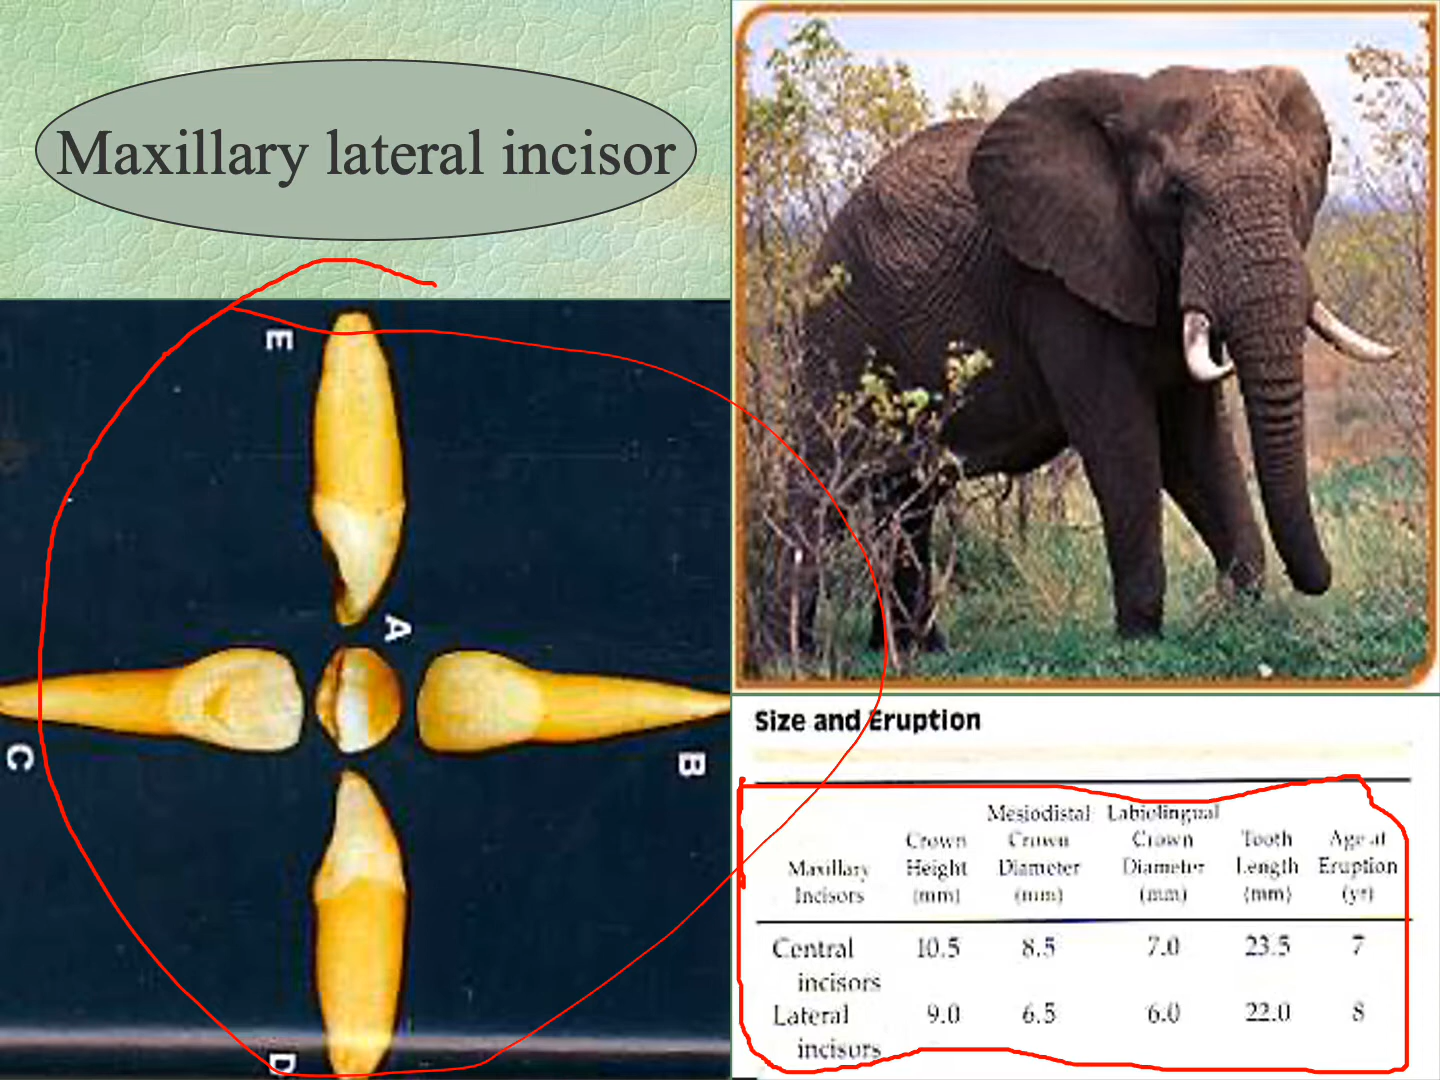 Maxillary lateral incisor
E
A
C
B
D
Size and Eruption
Mesiodistal Labiolingual
Crown Crown Crown Tooth Age at
Maxillary Height Diameter Diameter Length Eruption
Incisors (mm) (mm) (mm) (mm) (yr)
Central 10.5 8.5 7.0 23.5 7
incisors
Lateral 9.0 6.5 6.0 22.0 8
incisors